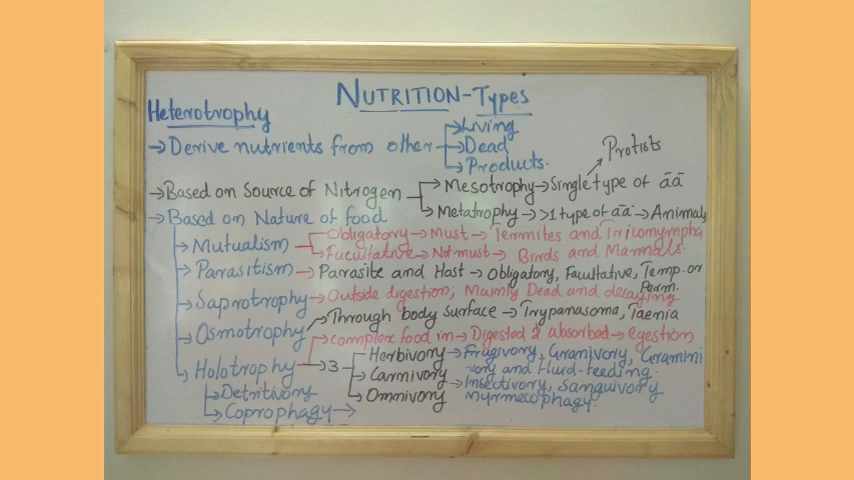 NUTRITION-Types
Heterotrophy
→Derive nutrients from other →Living
→Dead
→Products.
Protists
→Based on Source of Nitrogen →Mesotrophy→Single type of āā
→Metatrophy→>1 type of āā→Animals
→Based on Nature of food
→Mutualism Obligatory→Must→Termites and Triconympha
Facultative→Not must→Birds and Mammals.
→Parasitism→Parasite and Host→Obligatory, Facultative, Temp. or
Perm.
→Saprotrophy→Outside digestion; Mainly Dead and decaying
→Osmotrophy Through body surface→Trypanasoma, Taenia
→Holotrophy complex food in→Digested & absorbed→egestion
→3 Herbivory→Frugivory, Granivory, Gramini
vory and Fluid-feeding.
→Carnivory→Insectivory, Sanguivory
→Omnivory myrmecophagy.
→Detritivory
→Coprophagy→